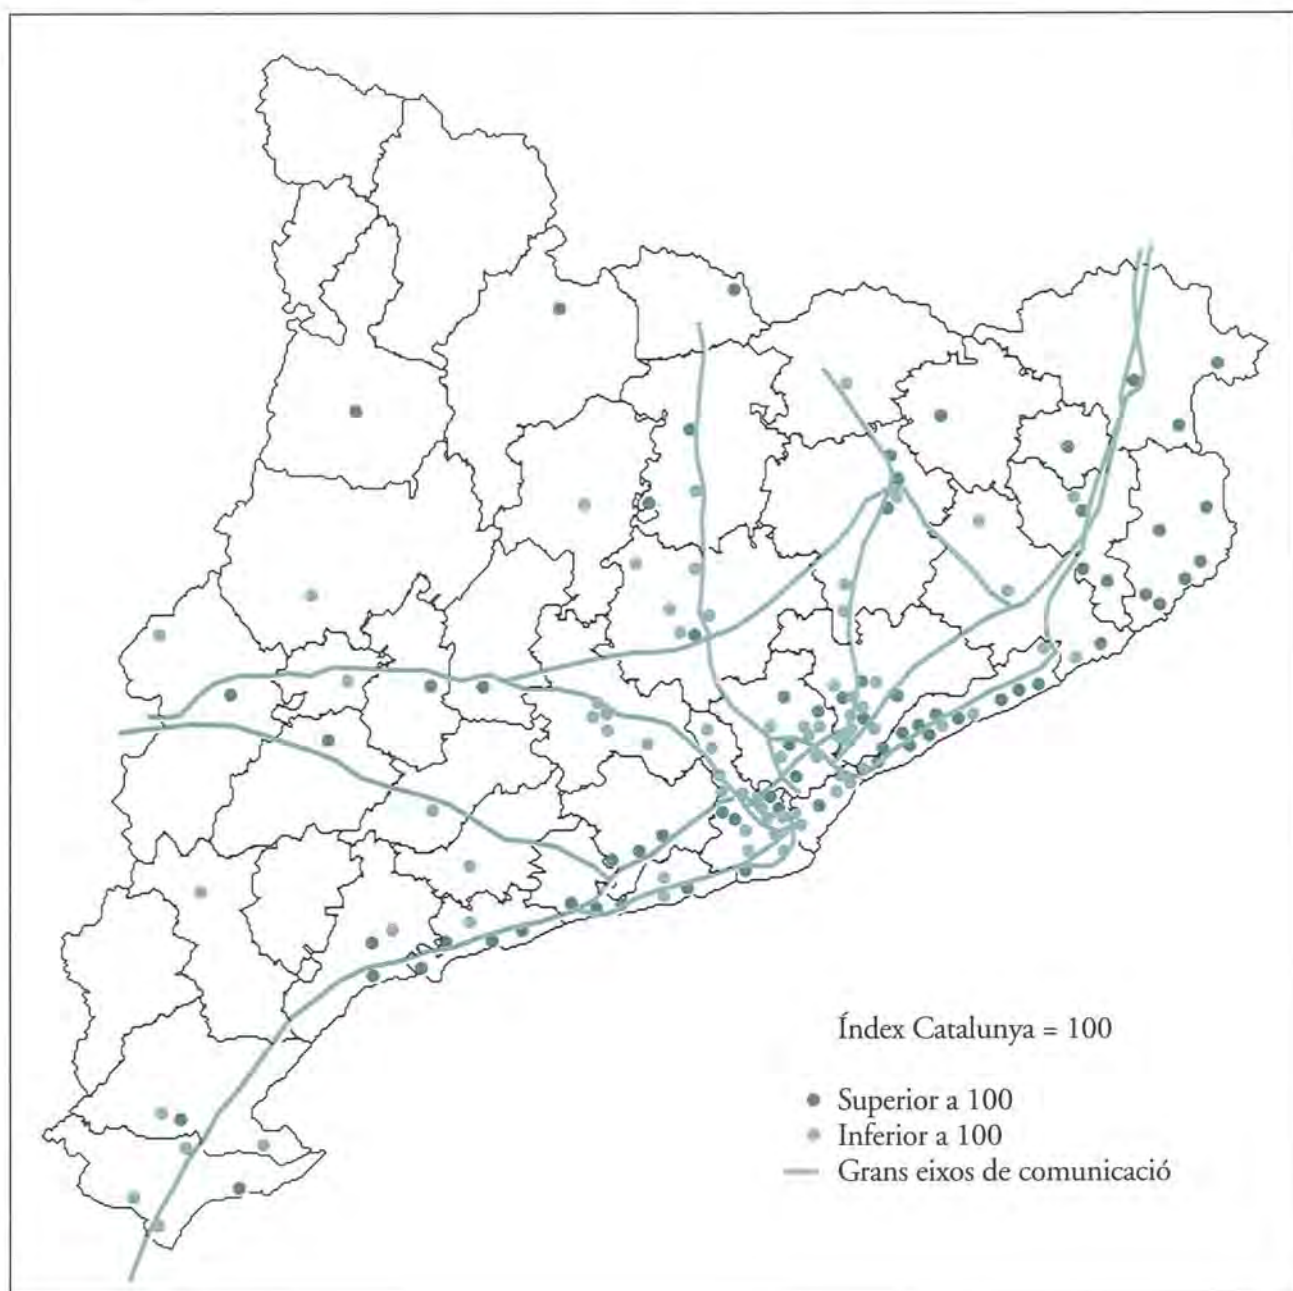 Índex Catalunya = 100
Superior a 100
Inferior a 100
Grans eixos de comunicació